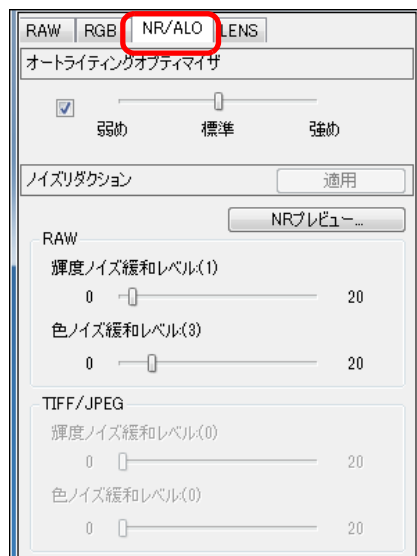 RAW RGB NR/ALO LENS
オートライティングオプティマイザ
弱め 標準 強め
ノイズリダクション 適用
NRプレビュー...
RAW
輝度ノイズ緩和レベル:(1)
0 20
色ノイズ緩和レベル:(3)
0 20
TIFF/JPEG
輝度ノイズ緩和レベル:(0)
0 20
色ノイズ緩和レベル:(0)
0 20